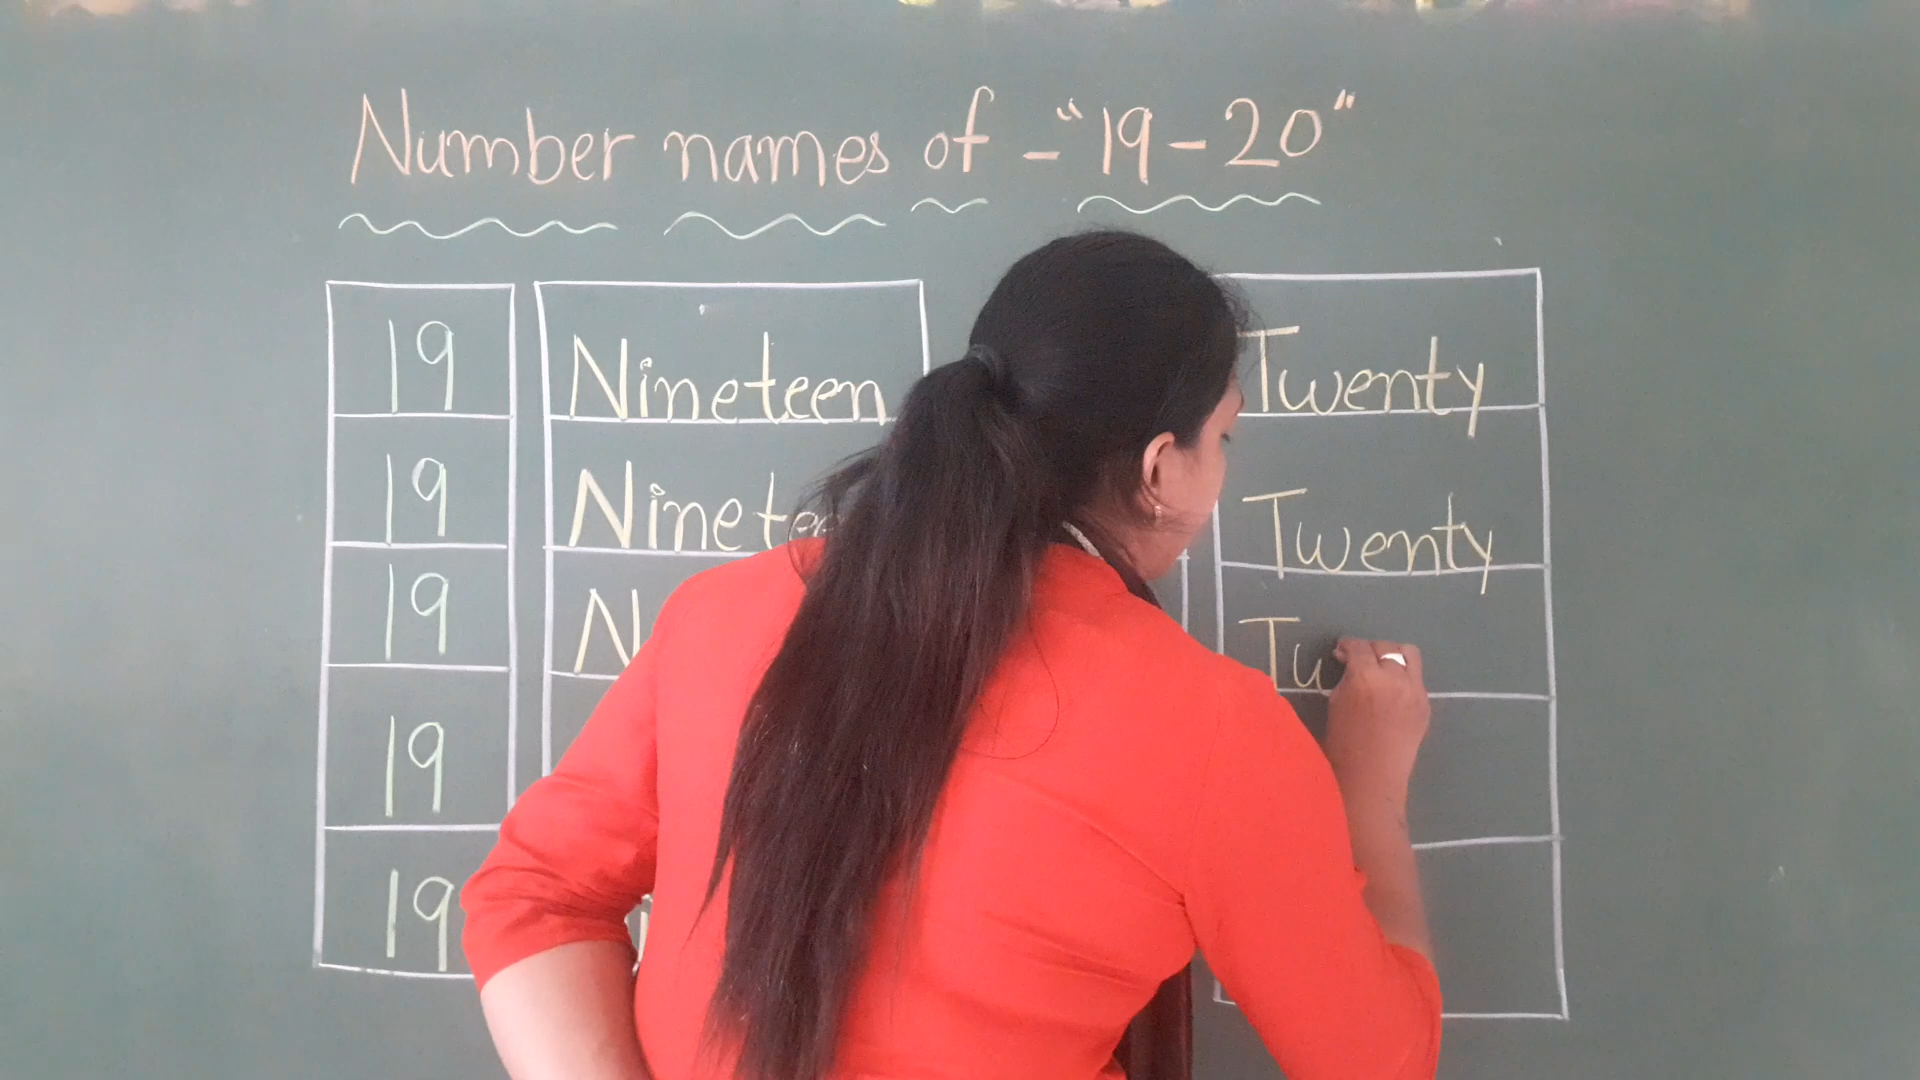 Number names of - "19 - 20"
19 Nineteen Twenty
19 Twenty
19
19
19